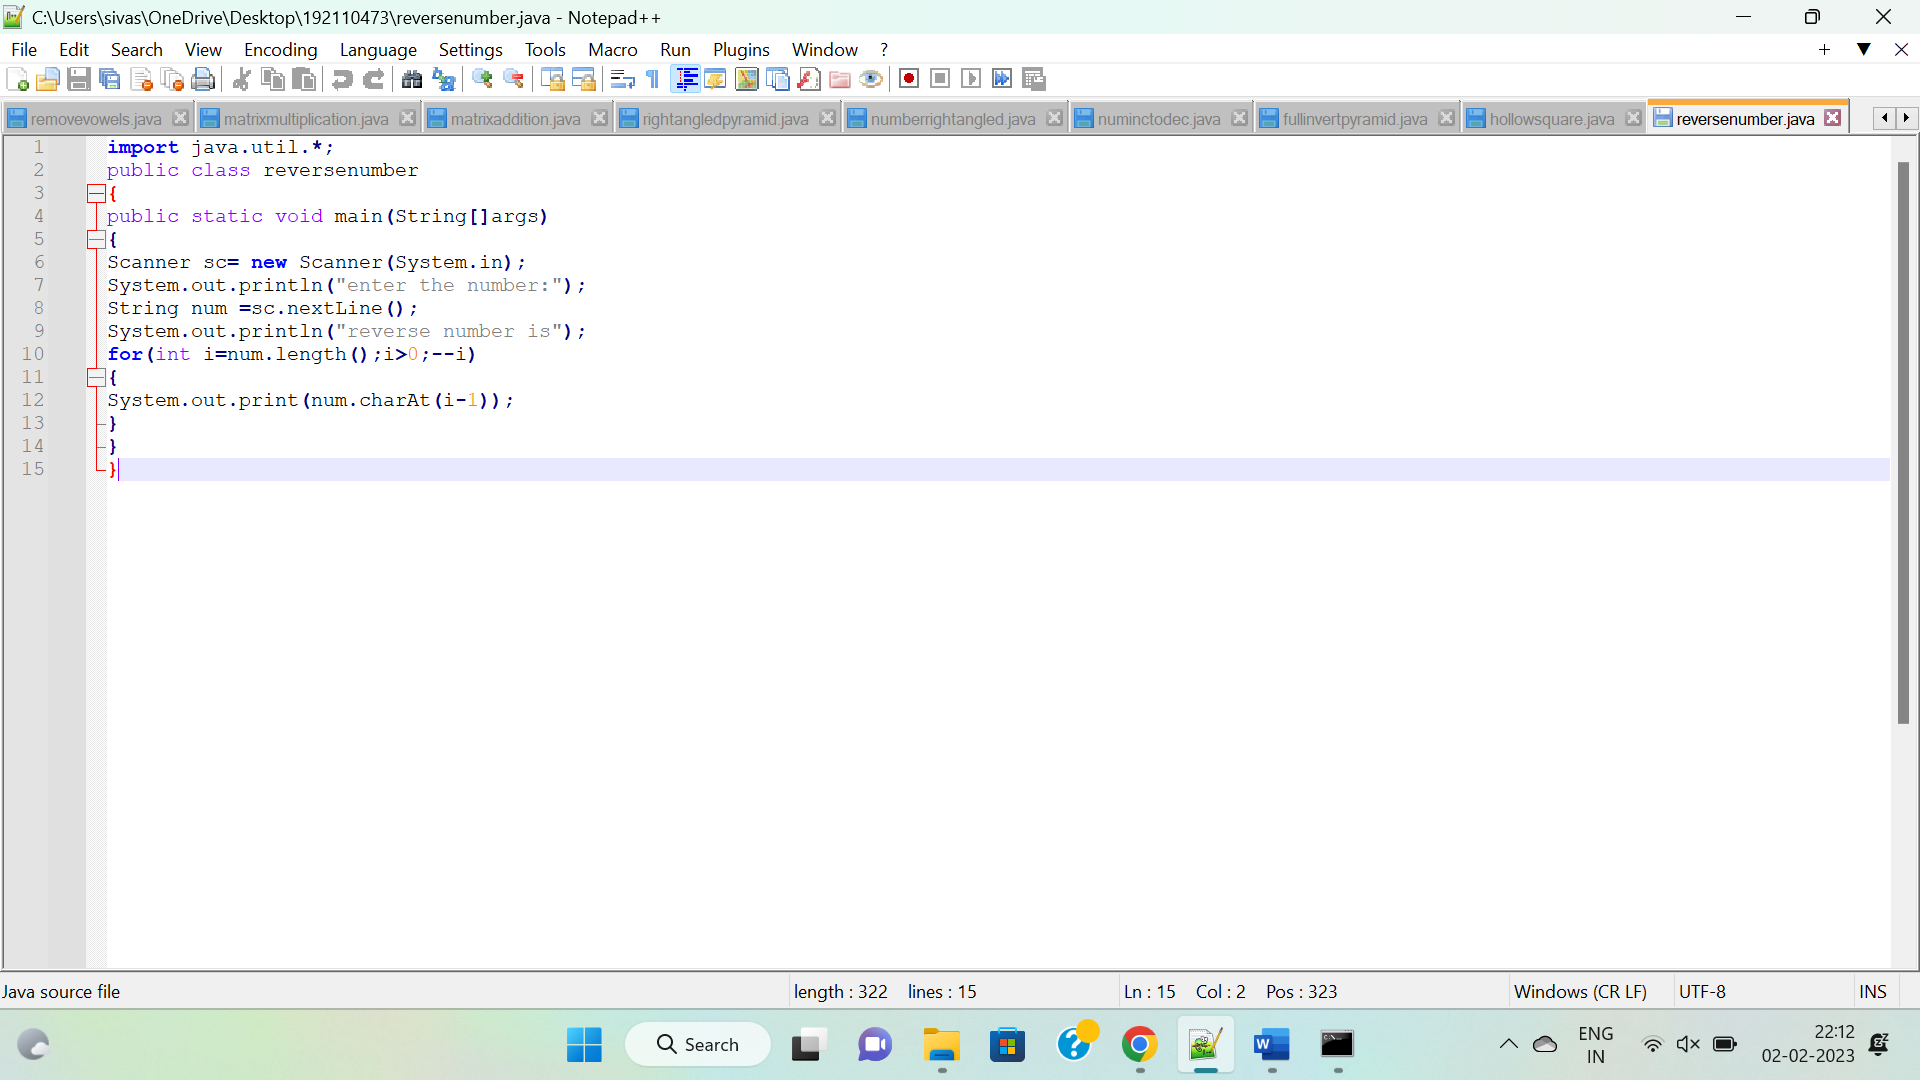 C:\Users\sivas\OneDrive\Desktop\192110473\reversenumber.java - Notepad++
File Edit Search View Encoding Language Settings Tools Macro Run Plugins Window ?
removevowels.java matrixmultiplication.java matrixaddition.java rightangledpyramid.java numberrightangled.java numinctodec.java fullinvertpyramid.java hollowsquare.java reversenumber.java
1 import java.util.*;
2 public class reversenumber
3 {
4 public static void main(String[]args)
5 {
6 Scanner sc= new Scanner(System.in);
7 System.out.println("enter the number:");
8 String num =sc.nextLine();
9 System.out.println("reverse number is");
10 for(int i=num.length();i>0;--i)
11 {
12 System.out.print(num.charAt(i-1));
13 }
14 }
15 }
Java source file length : 322 lines : 15 Ln : 15 Col : 2 Pos : 323 Windows (CR LF) UTF-8 INS
Search
ENG
IN
22:12
02-02-2023